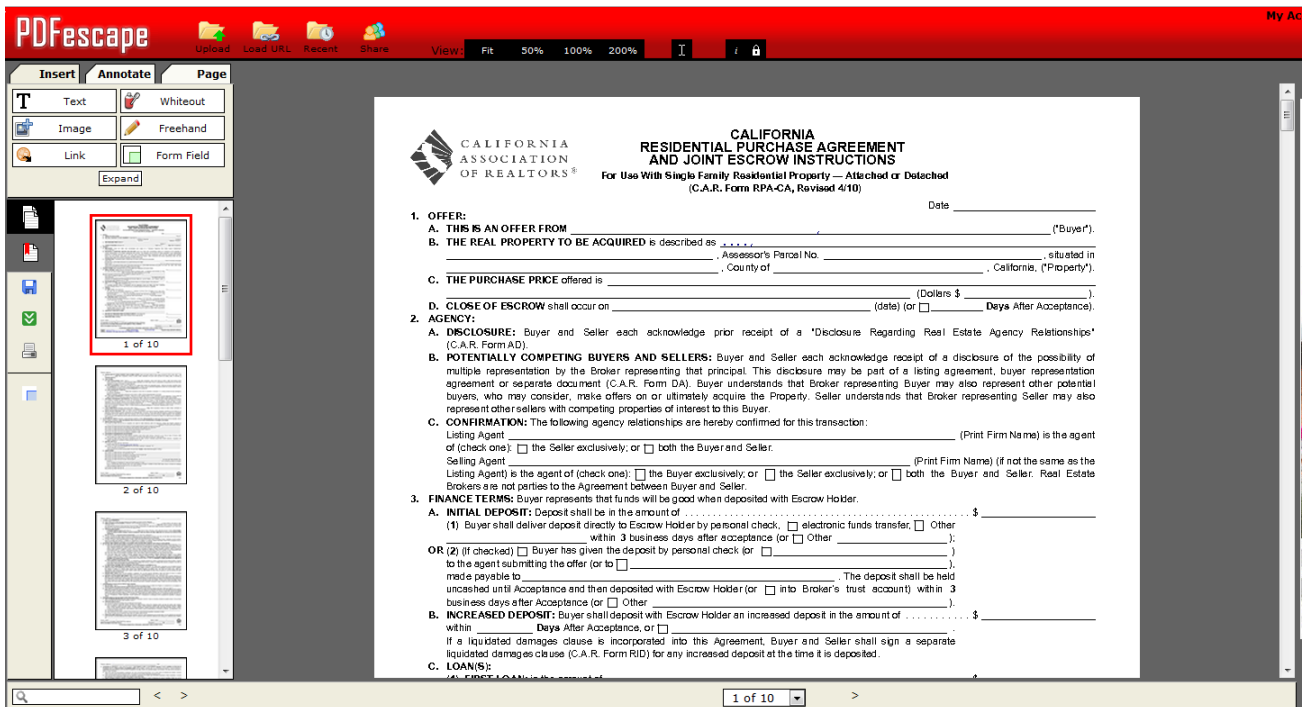 My Ac
PDFescape
Upload Load URL Recent Share
View: Fit 50% 100% 200% i
Insert Annotate Page
Text Whiteout
Image Freehand
Link Form Field
Expand
1 of 10
2 of 10
3 of 10
CALIFORNIA
ASSOCIATION
OF REALTORS®
CALIFORNIA
RESIDENTIAL PURCHASE AGREEMENT
AND JOINT ESCROW INSTRUCTIONS
For Use With Single Family Residential Property — Attached or Detached
(C.A.R. Form RPA-CA, Revised 4/10)
Date
1. OFFER:
A. THIS IS AN OFFER FROM , ("Buyer").
B. THE REAL PROPERTY TO BE ACQUIRED is described as , , , ,
, Assessor's Parcel No. , situated in
, County of , California, ("Property").
C. THE PURCHASE PRICE offered is
(Dollars $ ).
D. CLOSE OF ESCROW shall occur on (date) (or Days After Acceptance).
2. AGENCY:
A. DISCLOSURE: Buyer and Seller each acknowledge prior receipt of a "Disclosure Regarding Real Estate Agency Relationships"
(C.A.R. Form AD).
B. POTENTIALLY COMPETING BUYERS AND SELLERS: Buyer and Seller each acknowledge receipt of a disclosure of the possibility of
multiple representation by the Broker representing that principal. This disclosure may be part of a listing agreement, buyer representation
agreement or separate document (C.A.R. Form DA). Buyer understands that Broker representing Buyer may also represent other potential
buyers, who may consider, make offers on or ultimately acquire the Property. Seller understands that Broker representing Seller may also
represent other sellers with competing properties of interest to this Buyer.
C. CONFIRMATION: The following agency relationships are hereby confirmed for this transaction:
Listing Agent (Print Firm Name) is the agent
of (check one): the Seller exclusively; or both the Buyer and Seller.
Selling Agent (Print Firm Name) (if not the same as the
Listing Agent) is the agent of (check one): the Buyer exclusively; or the Seller exclusively; or both the Buyer and Seller. Real Estate
Brokers are not parties to the Agreement between Buyer and Seller.
3. FINANCE TERMS: Buyer represents that funds will be good when deposited with Escrow Holder.
A. INITIAL DEPOSIT: Deposit shall be in the amount of . . . . . . . . . . . . . . . . . . . . . . . . . . . . . . . . . . . . . . . . . . . . . $
(1) Buyer shall deliver deposit directly to Escrow Holder by personal check, electronic funds transfer, Other
within 3 business days after acceptance (or Other );
OR (2) (If checked) Buyer has given the deposit by personal check (or )
to the agent submitting the offer (or to ),
made payable to . The deposit shall be held
uncashed until Acceptance and then deposited with Escrow Holder (or into Broker's trust account) within 3
business days after Acceptance (or Other ).
B. INCREASED DEPOSIT: Buyer shall deposit with Escrow Holder an increased deposit in the amount of . . . . . . . . . . . $
within Days After Acceptance, or .
If a liquidated damages clause is incorporated into this Agreement, Buyer and Seller shall sign a separate
liquidated damages clause (C.A.R. Form RID) for any increased deposit at the time it is deposited.
C. LOAN(S):
< > 1 of 10 >